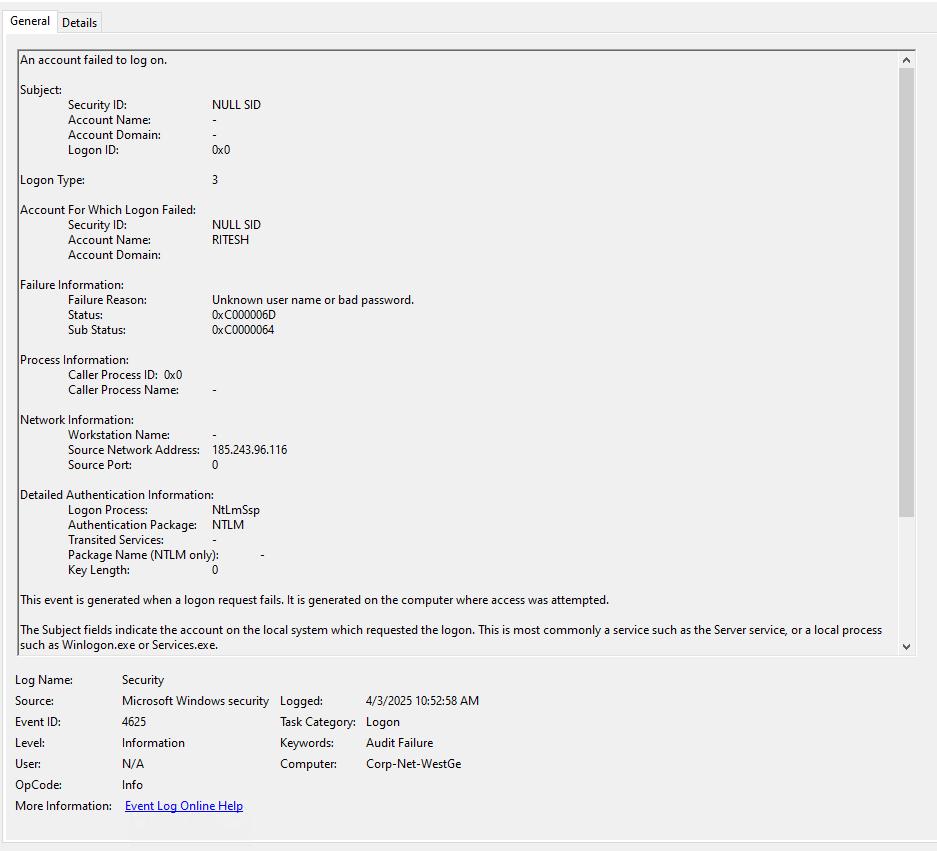 General
Details
An account failed to log on.
Subject:
Security ID: NULL SID
Account Name: -
Account Domain: -
Logon ID: 0x0
Logon Type: 3
Account For Which Logon Failed:
Security ID: NULL SID
Account Name: RITESH
Account Domain:
Failure Information:
Failure Reason: Unknown user name or bad password.
Status: 0xC000006D
Sub Status: 0xC0000064
Process Information:
Caller Process ID: 0x0
Caller Process Name: -
Network Information:
Workstation Name: -
Source Network Address: 185.243.96.116
Source Port: 0
Detailed Authentication Information:
Logon Process: NtLmSsp
Authentication Package: NTLM
Transited Services: -
Package Name (NTLM only): -
Key Length: 0
This event is generated when a logon request fails. It is generated on the computer where access was attempted.
The Subject fields indicate the account on the local system which requested the logon. This is most commonly a service such as the Server service, or a local process
such as Winlogon.exe or Services.exe.
Log Name: Security
Source: Microsoft Windows security Logged: 4/3/2025 10:52:58 AM
Event ID: 4625 Task Category: Logon
Level: Information Keywords: Audit Failure
User: N/A Computer: Corp-Net-WestGe
OpCode: Info
More Information: Event Log Online Help